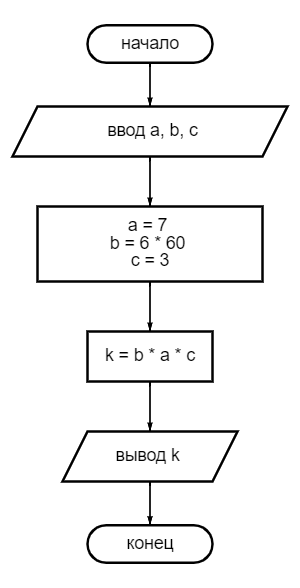 начало
ввод a, b, c
a = 7
b = 6 * 60
c = 3
k = b * a * c
вывод k
конец